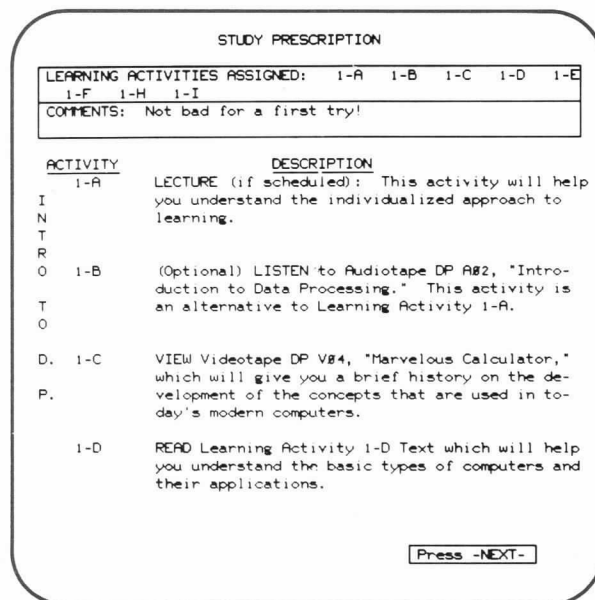 STUDY PRESCRIPTION
LEARNING ACTIVITIES ASSIGNED: 1-A 1-B 1-C 1-D 1-E
1-F 1-H 1-I
COMMENTS: Not bad for a first try!
ACTIVITY DESCRIPTION
1-A LECTURE (if scheduled): This activity will help
you understand the individualized approach to
learning.
1-B (Optional) LISTEN to Audiotape DP A02, "Intro-
duction to Data Processing." This activity is
an alternative to Learning Activity 1-A.
1-C VIEW Videotape DP V04, "Marvelous Calculator,"
which will give you a brief history on the de-
velopment of the concepts that are used in to-
day's modern computers.
1-D READ Learning Activity 1-D Text which will help
you understand the basic types of computers and
their applications.
INTRO TO D. P.
Press -NEXT-